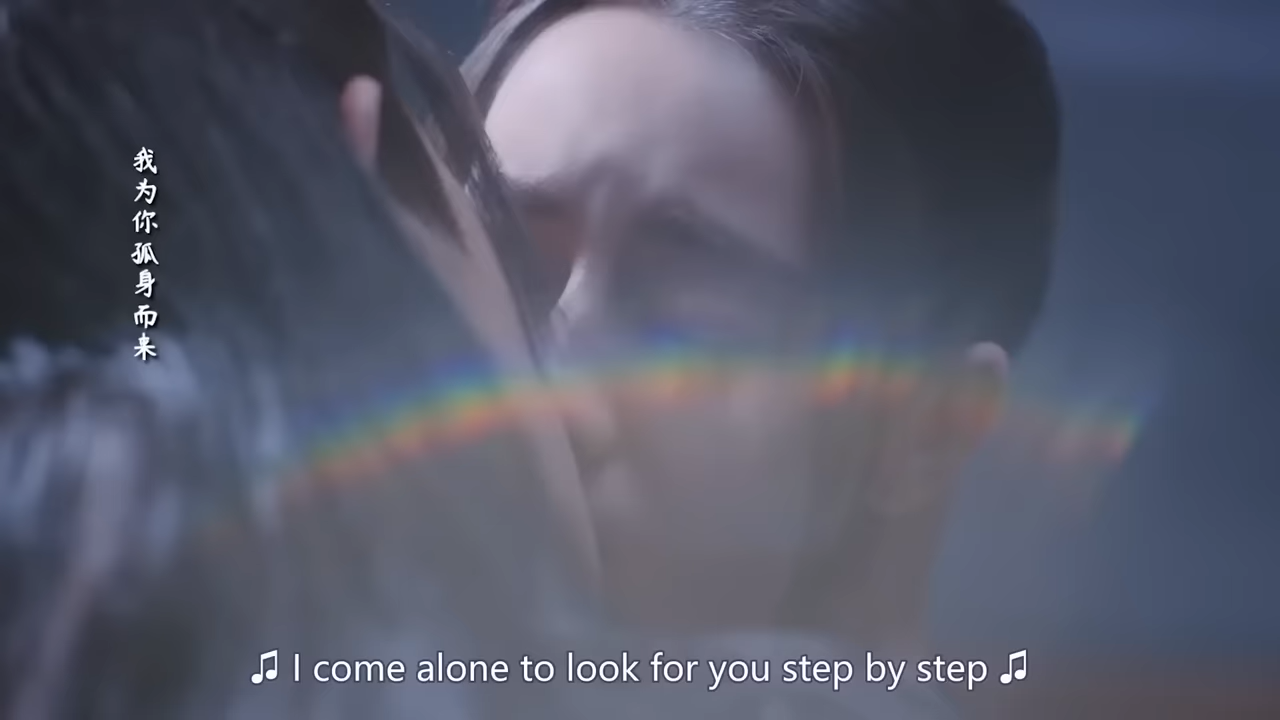 我为你孤身而来
♫ I come alone to look for you step by step ♫